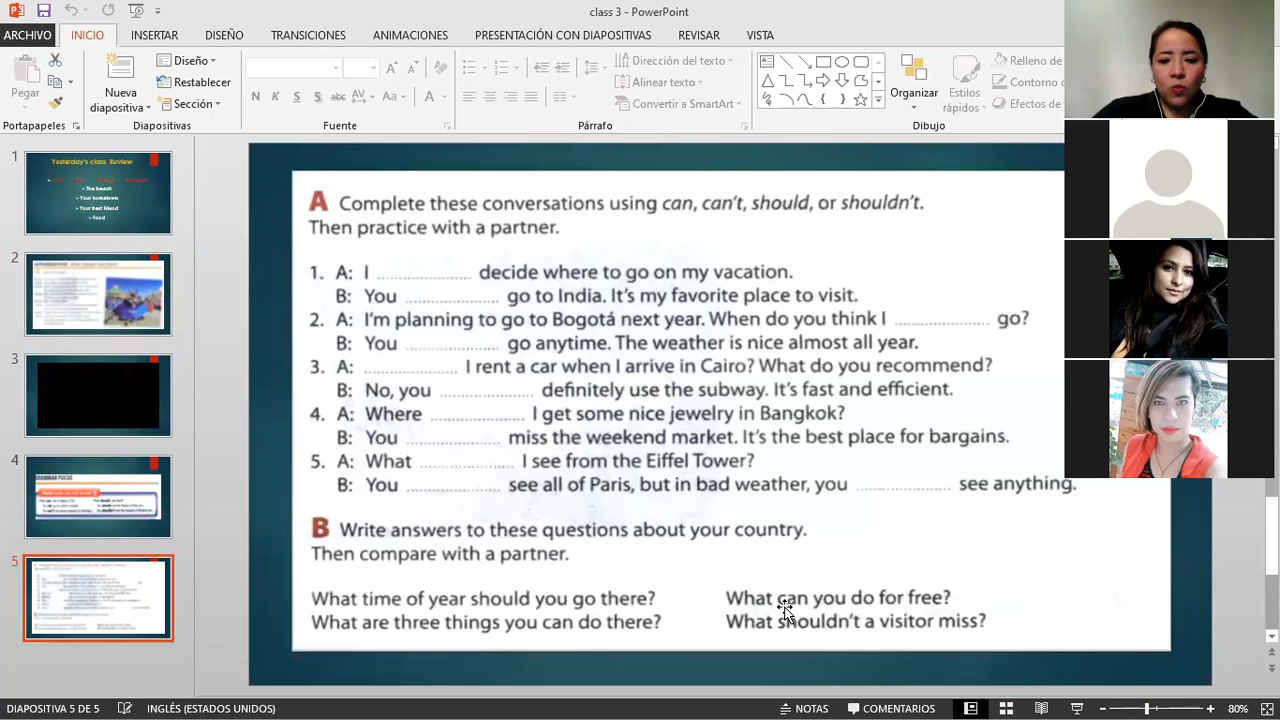 class 3 - PowerPoint
ARCHIVO INICIO INSERTAR DISEÑO TRANSICIONES ANIMACIONES PRESENTACIÓN CON DIAPOSITIVAS REVISAR VISTA
Pegar
Nueva diapositiva
Diseño
Restablecer
Sección
N K S abc AV Aa A
Dirección del texto
Alinear texto
Convertir a SmartArt
Organizar
Estilos rápidos
Relleno de
Contorno
Efectos de
Portapapeles Diapositivas Fuente Párrafo Dibujo
1
Yesterday's class Review
The beach
Your hometown
Your best friend
Food
2
3
4
GRAMMAR FOCUS
5
A Complete these conversations using can, can't, should, or shouldn't.
Then practice with a partner.
1. A: I .................... decide where to go on my vacation.
B: You .................... go to India. It's my favorite place to visit.
2. A: I'm planning to go to Bogotá next year. When do you think I .................... go?
B: You .................... go anytime. The weather is nice almost all year.
3. A: .................... I rent a car when I arrive in Cairo? What do you recommend?
B: No, you .................... definitely use the subway. It's fast and efficient.
4. A: Where .................... I get some nice jewelry in Bangkok?
B: You .................... miss the weekend market. It's the best place for bargains.
5. A: What .................... I see from the Eiffel Tower?
B: You .................... see all of Paris, but in bad weather, you .................... see anything.
B Write answers to these questions about your country.
Then compare with a partner.
What time of year should you go there? What can you do for free?
What are three things you can do there? What shouldn't a visitor miss?
DIAPOSITIVA 5 DE 5 INGLÉS (ESTADOS UNIDOS) NOTAS COMENTARIOS 80%